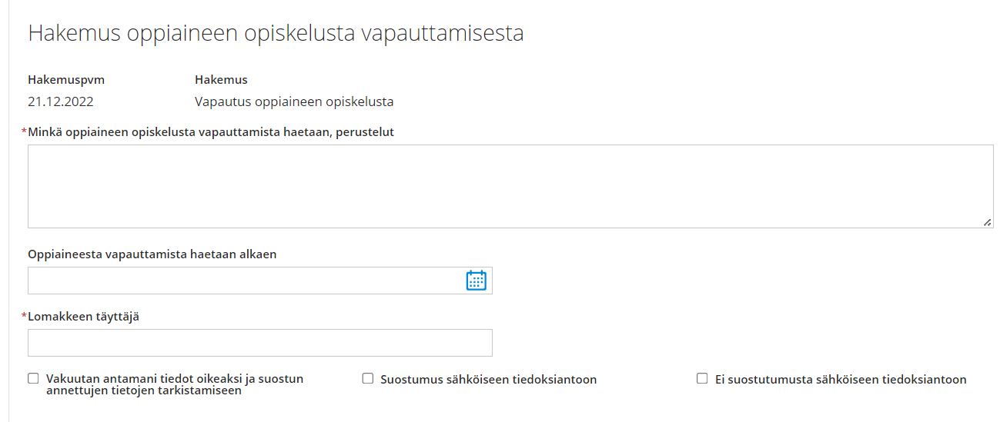 Hakemus oppiaineen opiskelusta vapauttamisesta
Hakemuspvm Hakemus
21.12.2022 Vapautus oppiaineen opiskelusta
*Minkä oppiaineen opiskelusta vapauttamista haetaan, perustelut
Oppiaineesta vapauttamista haetaan alkaen
*Lomakkeen täyttäjä
Vakuutan antamani tiedot oikeaksi ja suostun
annettujen tietojen tarkistamiseen
Suostumus sähköiseen tiedoksiantoon
Ei suostutumusta sähköiseen tiedoksiantoon